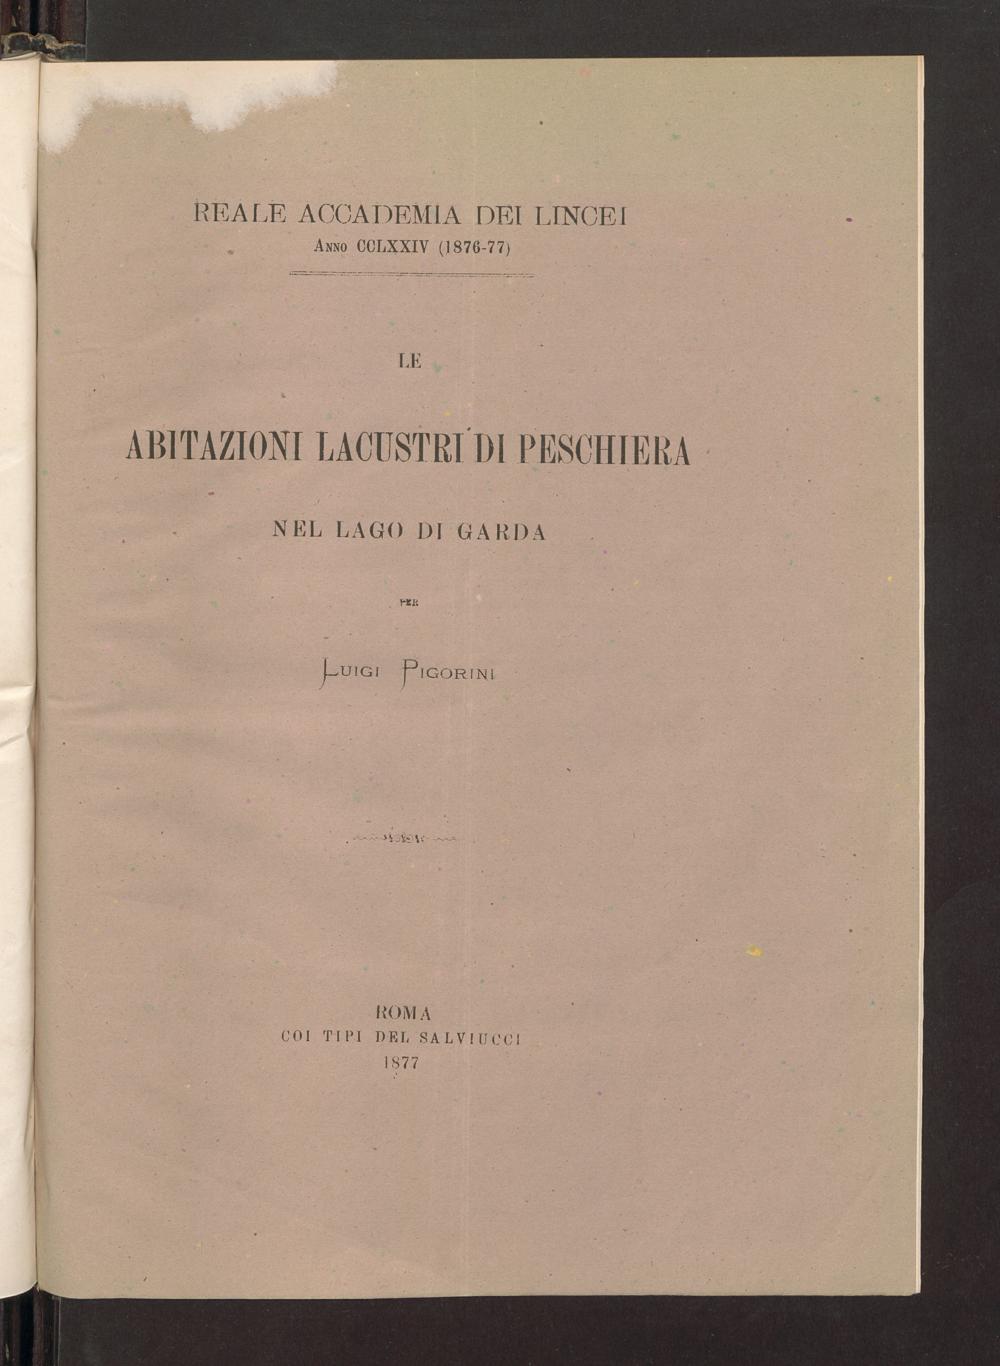 REALE ACCADEMIA DEI LINCEI
ANNO CCLXXIV (1876-77)
LE
ABITAZIONI LACUSTRI DI PESCHIERA
NEL LAGO DI GARDA
PER
LUIGI PIGORINI
ROMA
COI TIPI DEL SALVIUCCI
1877